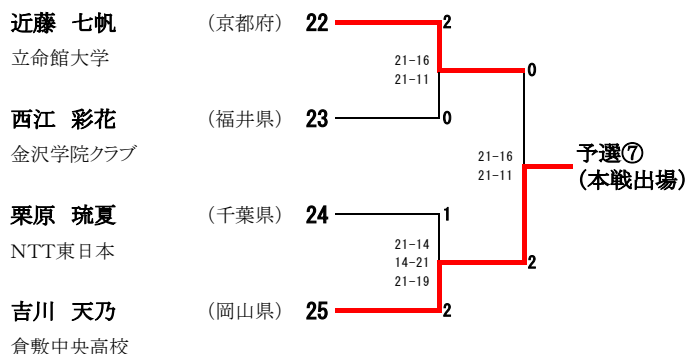 近藤 七帆 (京都府) 22 2
立命館大学
21-16
21-11
0
西江 彩花 (福井県) 23 0
金沢学院クラブ
21-16
21-11
予選⑦
(本戦出場)
栗原 琉夏 (千葉県) 24 1
NTT東日本
21-14
14-21
21-19
2
吉川 天乃 (岡山県) 25 2
倉敷中央高校